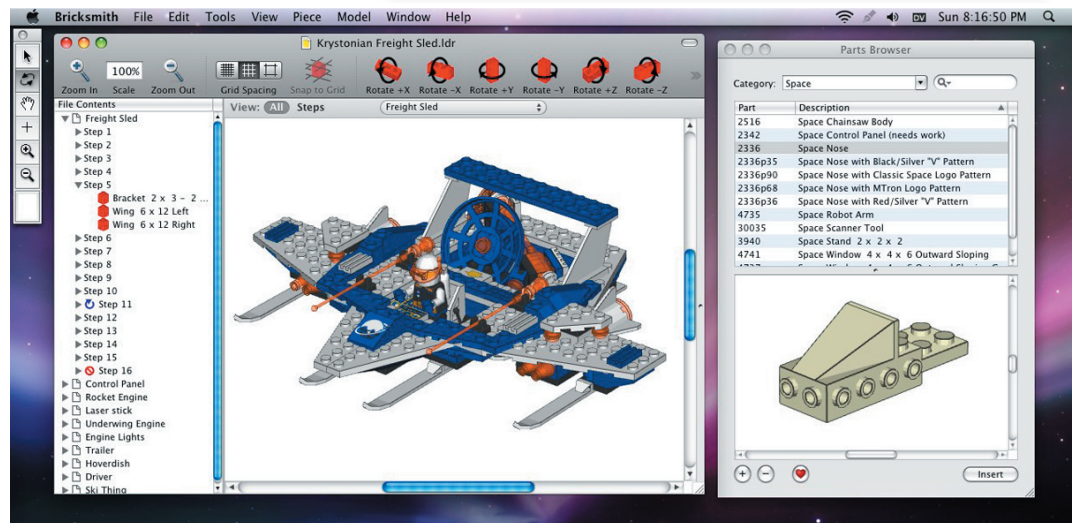 Bricksmith File Edit Tools View Piece Model Window Help DV Sun 8:16:50 PM
Krystonian Freight Sled.ldr
100%
Zoom In Scale Zoom Out Grid Spacing Snap to Grid Rotate +X Rotate -X Rotate +Y Rotate -Y Rotate +Z Rotate -Z
File Contents
View: All Steps Freight Sled
Freight Sled
Step 1
Step 2
Step 3
Step 4
Step 5
Bracket 2 x 3 - 2 ...
Wing 6 x 12 Left
Wing 6 x 12 Right
Step 6
Step 7
Step 8
Step 9
Step 10
Step 11
Step 12
Step 13
Step 14
Step 15
Step 16
Control Panel
Rocket Engine
Laser stick
Underwing Engine
Engine Lights
Trailer
Hoverdish
Driver
Ski Thing
Parts Browser
Category: Space
Part Description
2516 Space Chainsaw Body
2342 Space Control Panel (needs work)
2336 Space Nose
2336p35 Space Nose with Black/Silver "V" Pattern
2336p90 Space Nose with Classic Space Logo Pattern
2336p68 Space Nose with MTron Logo Pattern
2336p36 Space Nose with Red/Silver "V" Pattern
4735 Space Robot Arm
30035 Space Scanner Tool
3940 Space Stand 2 x 2 x 2
4741 Space Window 4 x 4 x 6 Outward Sloping
Insert